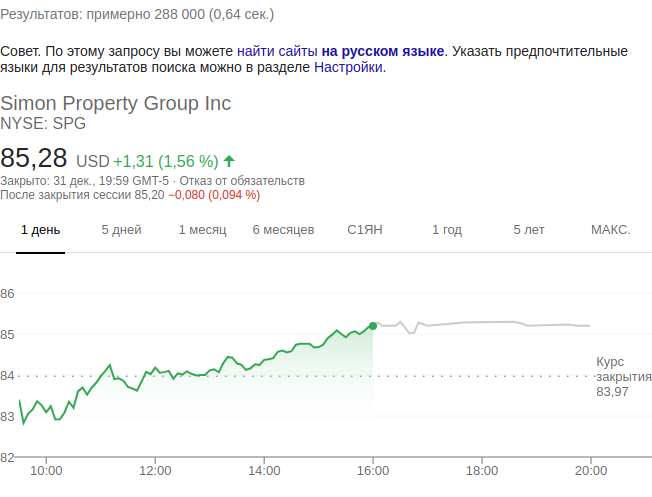 Результатов: примерно 288 000 (0,64 сек.)
Совет. По этому запросу вы можете найти сайты на русском языке. Указать предпочтительные
языки для результатов поиска можно в разделе Настройки.
Simon Property Group Inc
NYSE: SPG
85,28 USD +1,31 (1,56 %)
Закрыто: 31 дек., 19:59 GMT-5 · Отказ от обязательств
После закрытия сессии 85,20 −0,080 (0,094 %)
1 день 5 дней 1 месяц 6 месяцев С1ЯН 1 год 5 лет МАКС.
86
85
84
83
82
Курс
закрытия
83,97
10:00 12:00 14:00 16:00 18:00 20:00